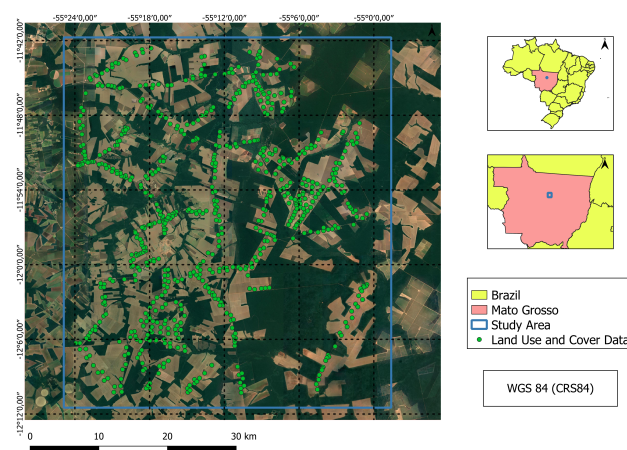 -55°24'0,00" -55°18'0,00" -55°12'0,00" -55°6'0,00" -55°0'0,00"
-11°42'0,00"
-11°48'0,00"
-11°54'0,00"
-12°0'0,00"
-12°6'0,00"
-12°12'0,00"
0 10 20 30 km
Brazil
Mato Grosso
Study Area
Land Use and Cover Data
WGS 84 (CRS84)